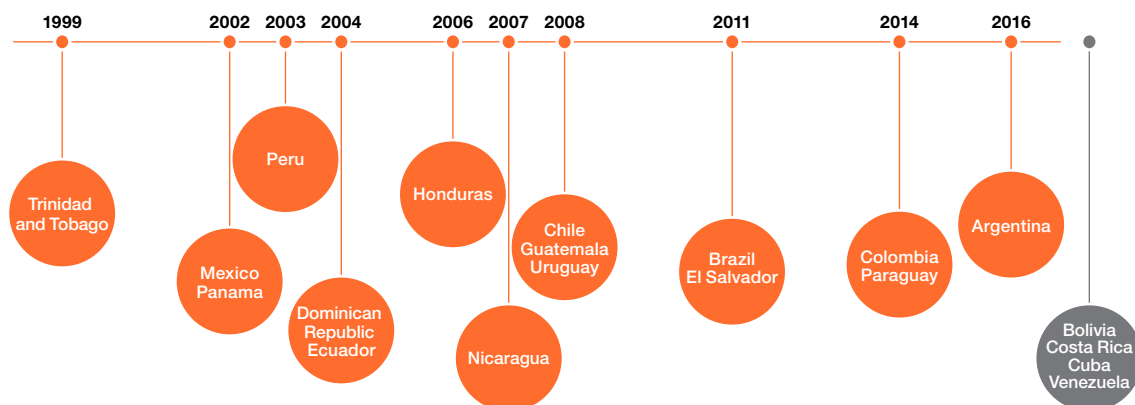 1999
2002
2003
2004
2006
2007
2008
2011
2014
2016
Trinidad
and Tobago
Mexico
Panama
Peru
Dominican
Republic
Ecuador
Honduras
Nicaragua
Chile
Guatemala
Uruguay
Brazil
El Salvador
Colombia
Paraguay
Argentina
Bolivia
Costa Rica
Cuba
Venezuela